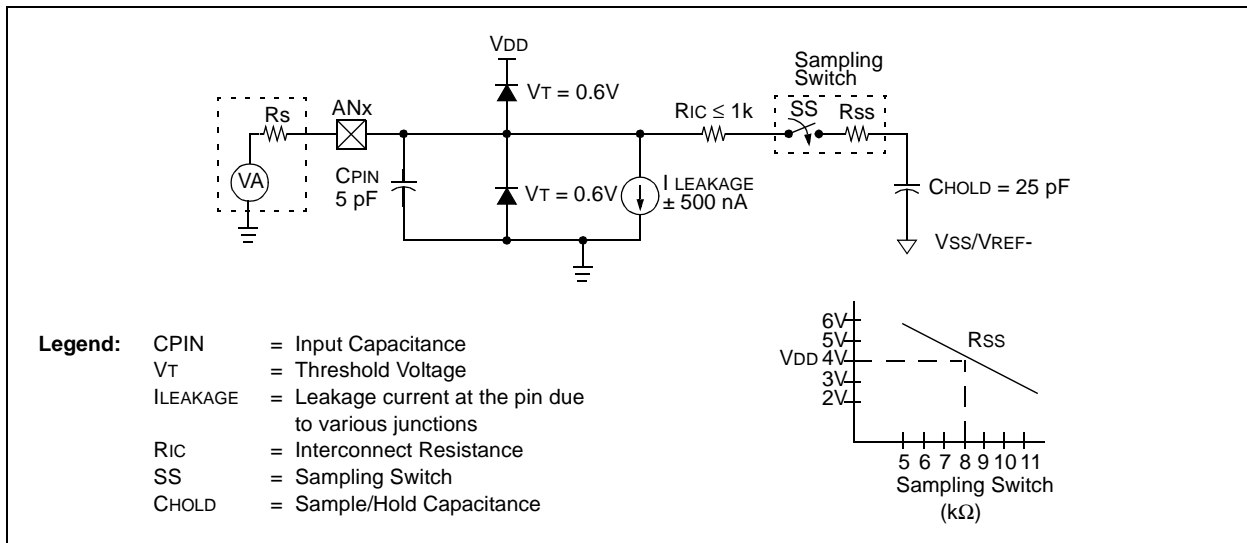 VDD
VT = 0.6V
Sampling
Switch
Rs
ANx
RIC ≤ 1k
SS
RSS
VA
CPIN
5 pF
VT = 0.6V
I LEAKAGE
± 500 nA
CHOLD = 25 pF
VSS/VREF-
Legend: CPIN = Input Capacitance
VT = Threshold Voltage
ILEAKAGE = Leakage current at the pin due
to various junctions
RIC = Interconnect Resistance
SS = Sampling Switch
CHOLD = Sample/Hold Capacitance
6V
5V
VDD 4V
3V
2V
RSS
5 6 7 8 9 10 11
Sampling Switch
(kΩ)